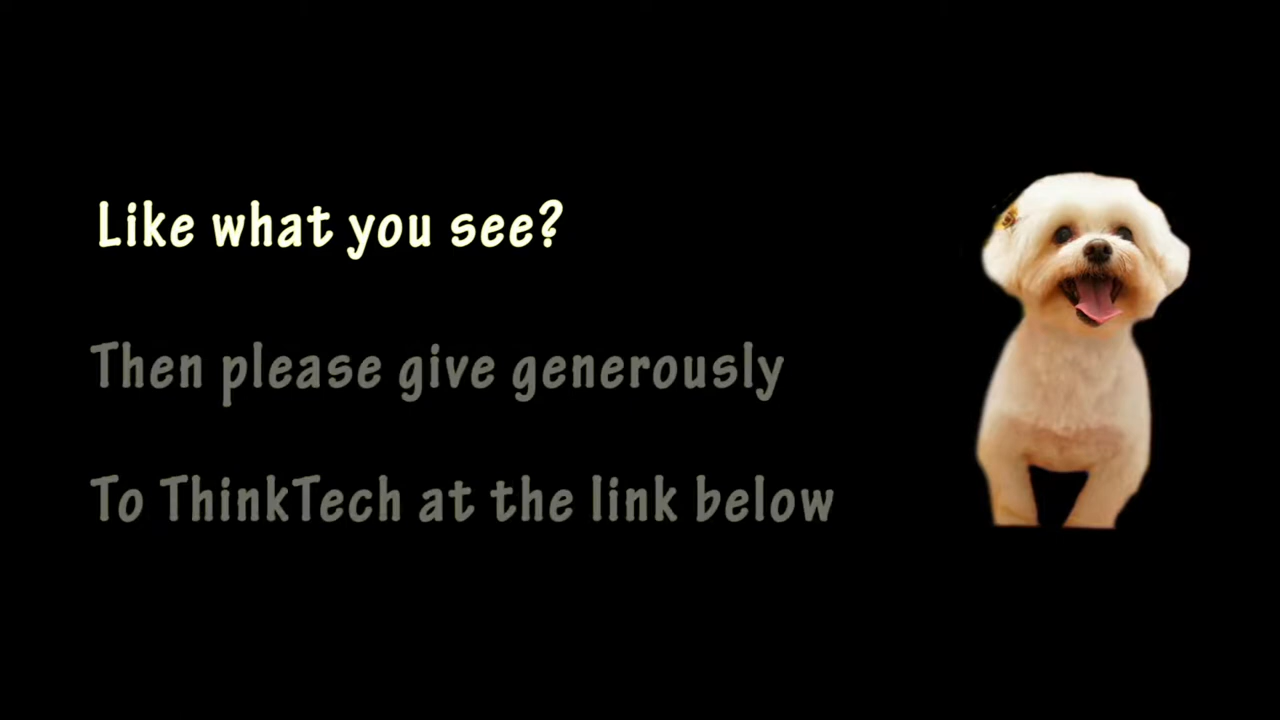 Like what you see?
Then please give generously
To ThinkTech at the link below